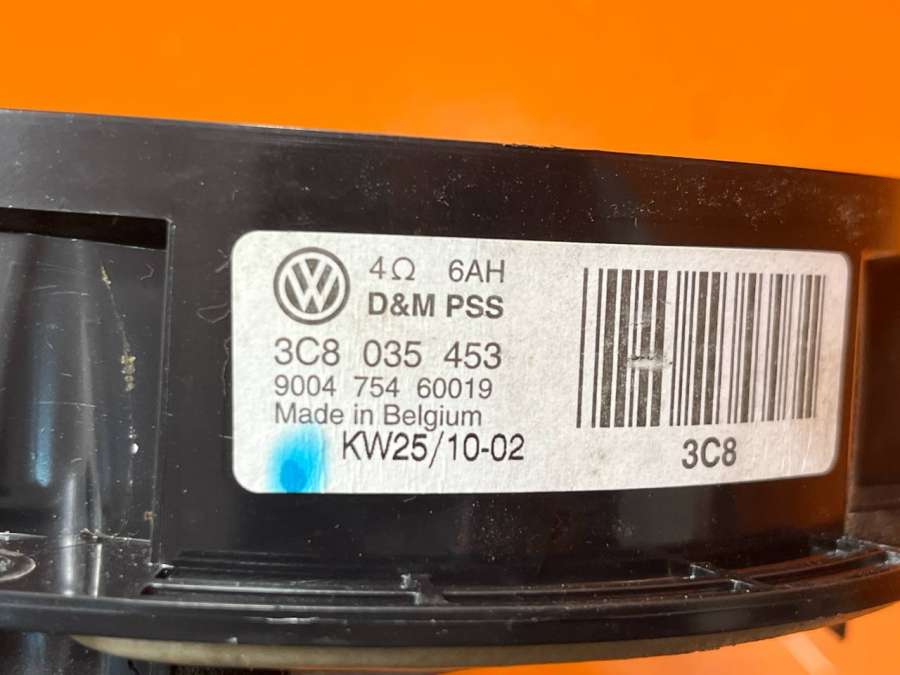 4Ω 6AH
D&M PSS
3C8 035 453
9004 754 60019
Made in Belgium
KW25/10-02
3C8